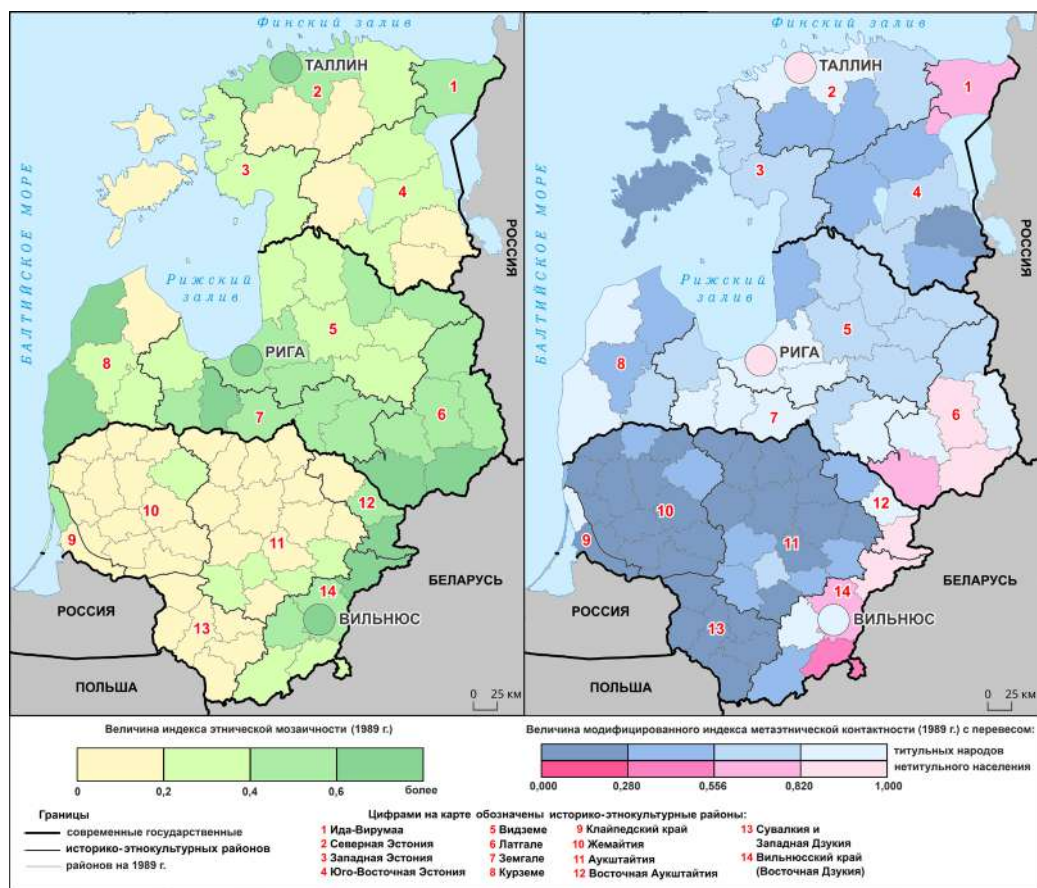 Финский залив
ТАЛЛИН
1
2
3
4
БАЛТИЙСКОЕ МОРЕ
РОССИЯ
Рижский
залив
5
РИГА
8
7
6
10
12
9
11
14
БЕЛАРУСЬ
РОССИЯ
13
ВИЛЬНЮС
ПОЛЬША
0 25 км
Финский залив
ТАЛЛИН
1
2
3
4
БАЛТИЙСКОЕ МОРЕ
РОССИЯ
Рижский
залив
5
РИГА
8
7
6
10
12
9
11
14
БЕЛАРУСЬ
РОССИЯ
13
ВИЛЬНЮС
ПОЛЬША
0 25 км
Величина индекса этнической мозаичности (1989 г.)
0 0,2 0,4 0,6 более
Величина модифицированного индекса метаэтнической контактности (1989 г.) с перевесом:
титульных народов
нетитульного населения
0,000 0,280 0,556 0,820 1,000
Границы
современные государственные
историко-этнокультурных районов
районов на 1989 г.
Цифрами на карте обозначены историко-этнокультурные районы:
1 Ида-Вирумаа
2 Северная Эстония
3 Западная Эстония
4 Юго-Восточная Эстония
5 Видземе
6 Латгале
7 Земгале
8 Курземе
9 Клайпедский край
10 Жемайтия
11 Аукштайтия
12 Восточная Аукштайтия
13 Сувалкия и
Западная Дзукия
14 Вильнюсский край
(Восточная Дзукия)